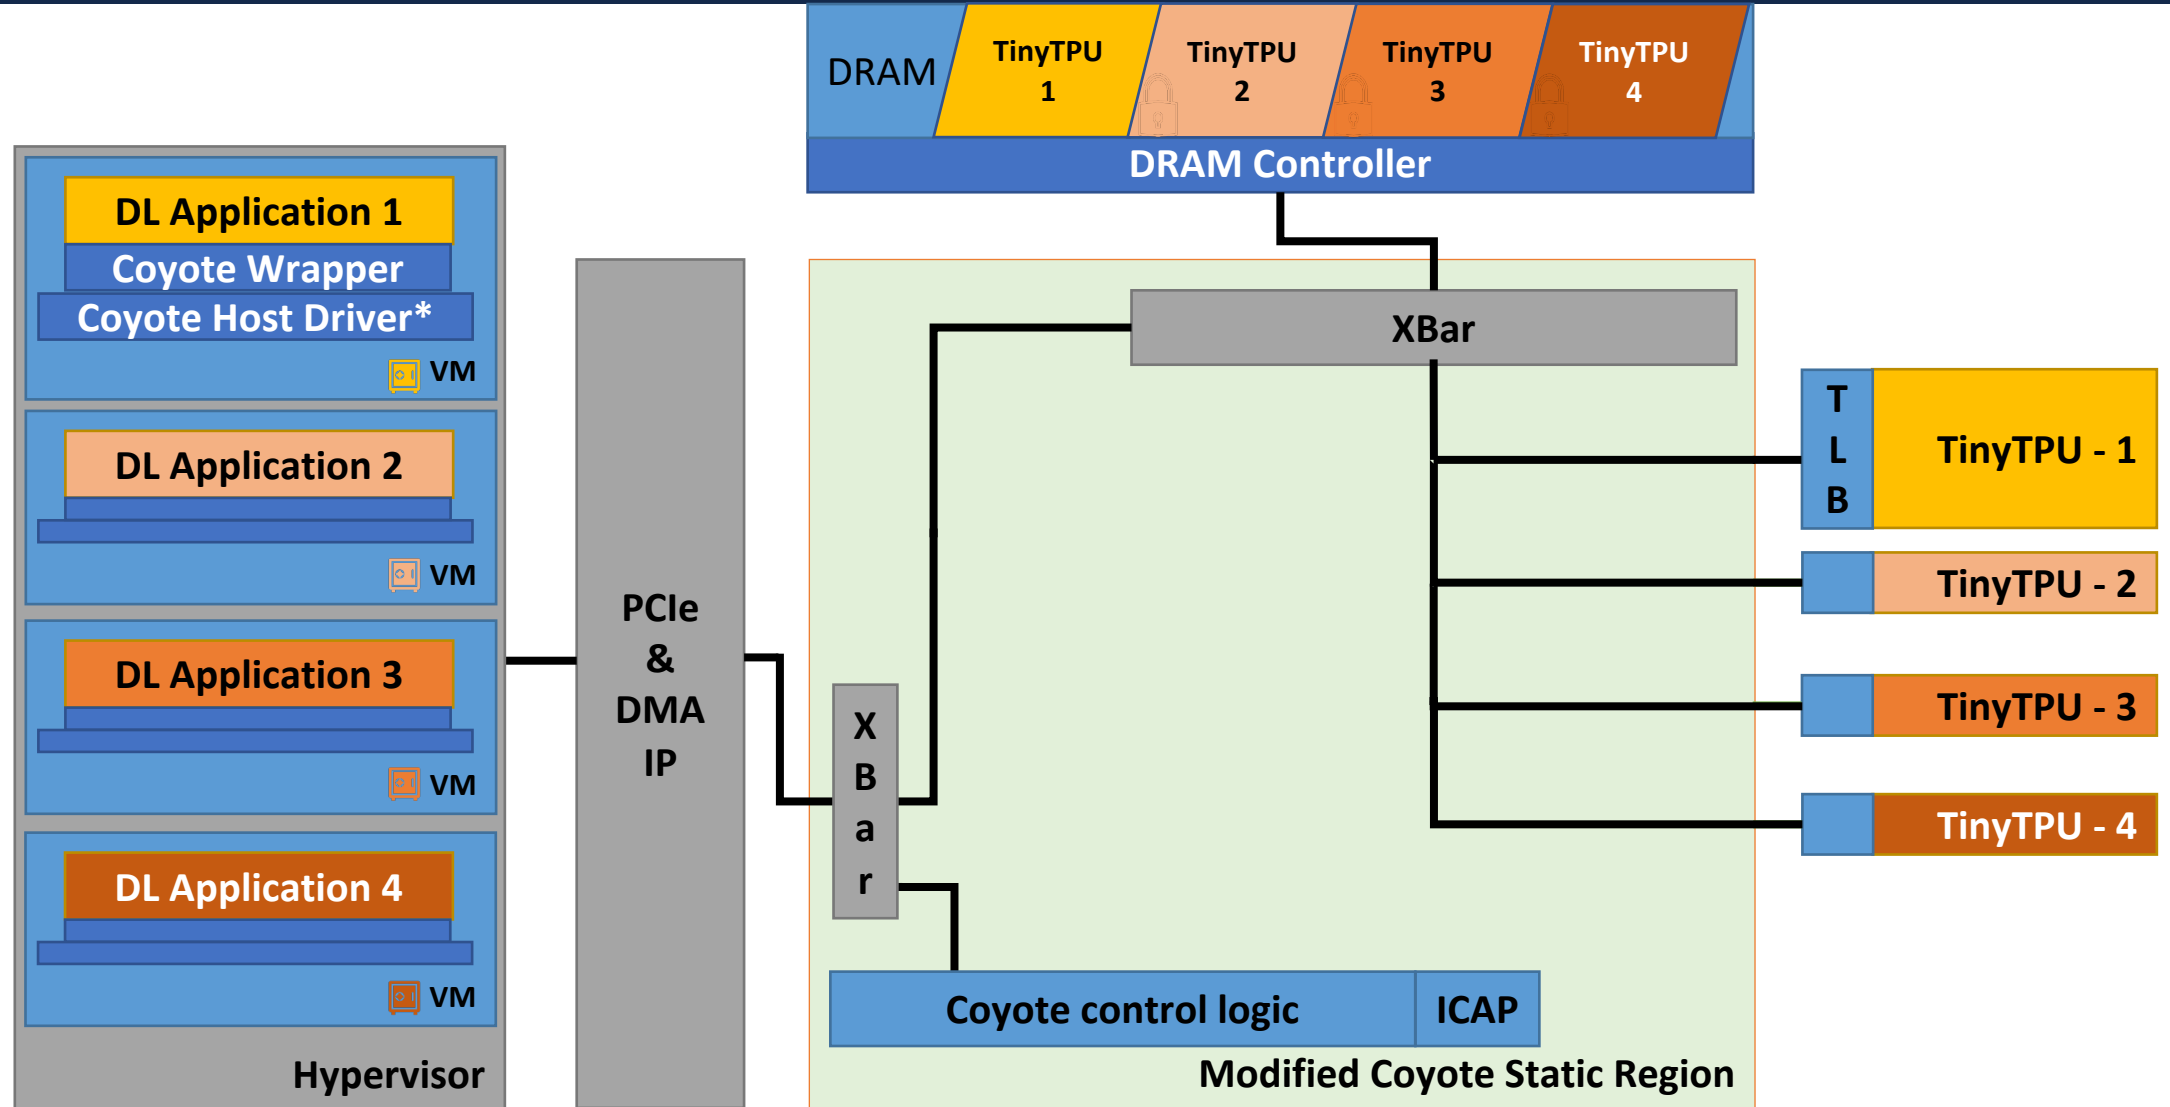 DRAM
TinyTPU
1
TinyTPU
2
TinyTPU
3
TinyTPU
4
DRAM Controller
DL Application 1
Coyote Wrapper
Coyote Host Driver*
VM
DL Application 2
VM
DL Application 3
VM
DL Application 4
VM
Hypervisor
PCIe
&
DMA
IP
X
B
a
r
XBar
Coyote control logic
ICAP
Modified Coyote Static Region
T
L
B
TinyTPU - 1
TinyTPU - 2
TinyTPU - 3
TinyTPU - 4